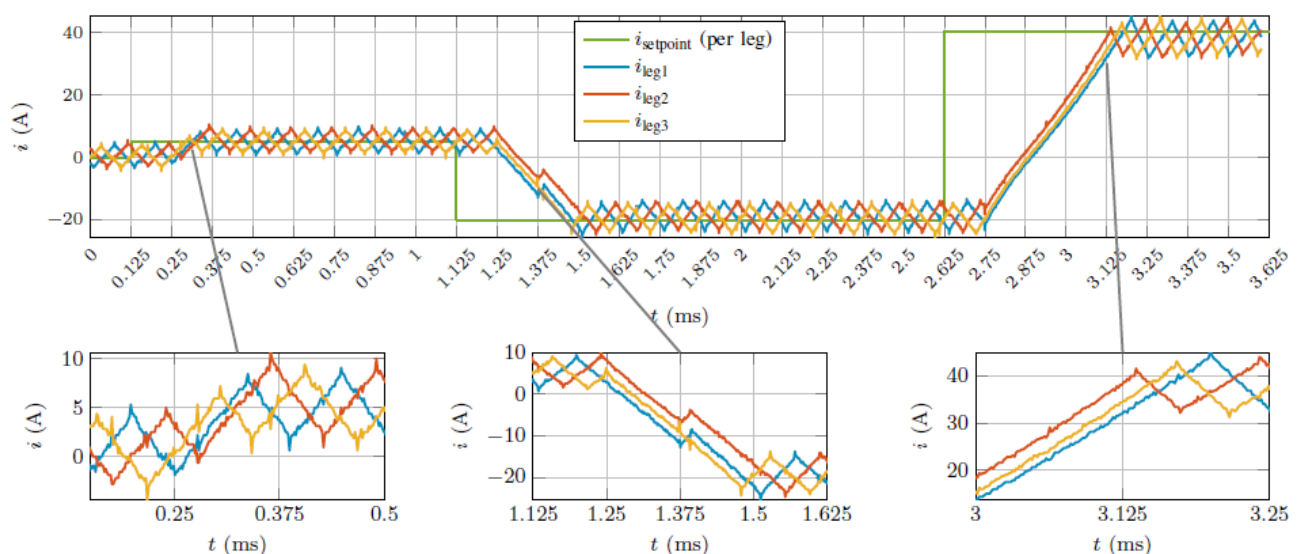 40
20
0
−20
i (A)
i_setpoint (per leg)
i_leg1
i_leg2
i_leg3
0 0.125 0.25 0.375 0.5 0.625 0.75 0.875 1 1.125 1.25 1.375 1.5 1.625 1.75 1.875 2 2.125 2.25 2.375 2.5 2.625 2.75 2.875 3 3.125 3.25 3.375 3.5 3.625
t (ms)
10
5
0
i (A)
0.25 0.375 0.5
t (ms)
10
0
−10
−20
i (A)
1.125 1.25 1.375 1.5 1.625
t (ms)
40
30
20
i (A)
3 3.125 3.25
t (ms)